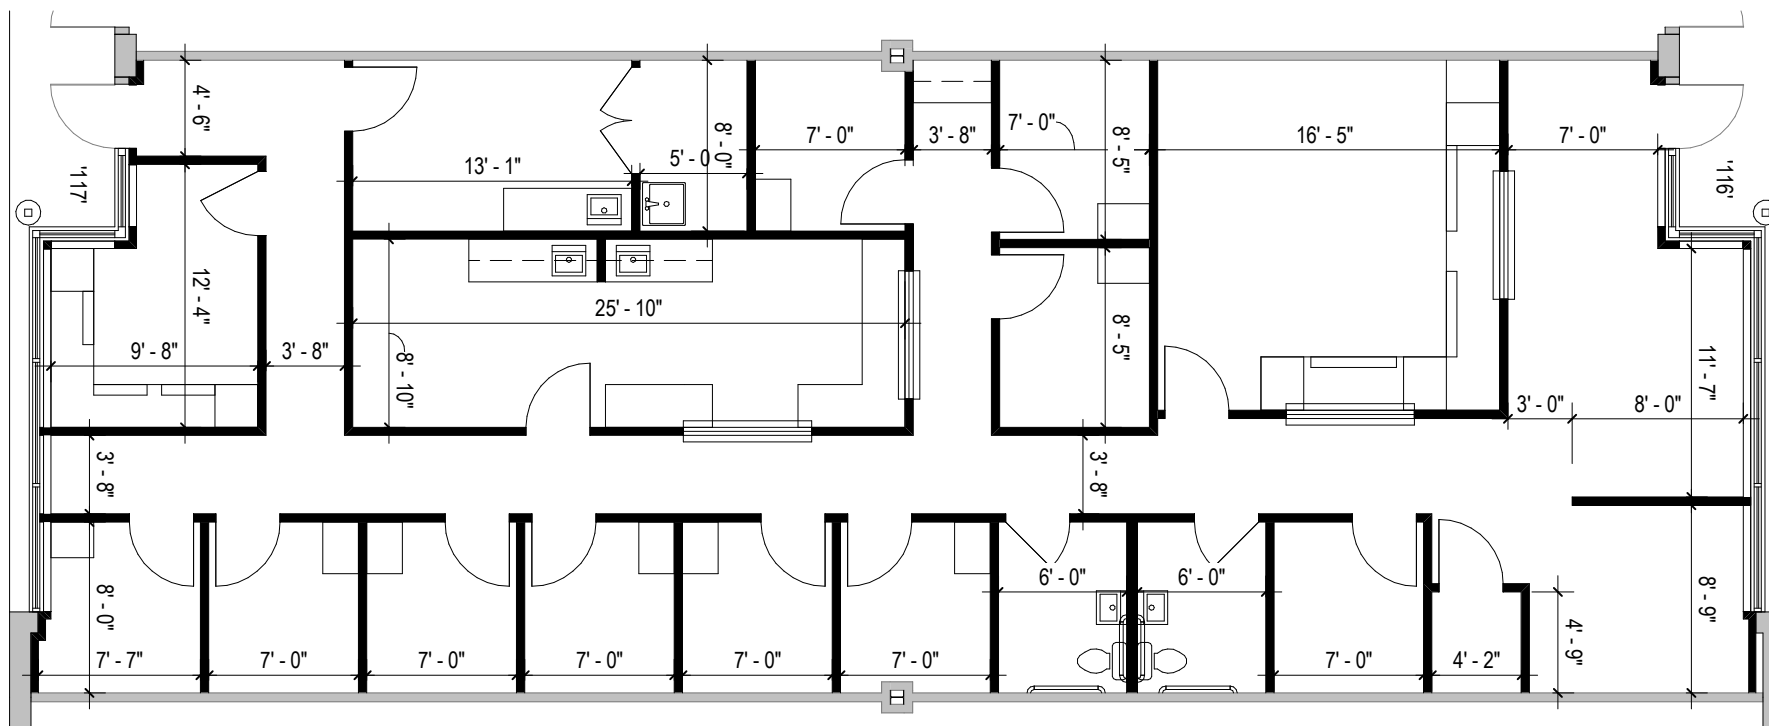 4' - 6"
8' - 0"
7' - 0"
3' - 8"
7' - 0"
8' - 5"
16' - 5"
7' - 0"
13' - 1"
5' - 0
'117'
'116'
12' - 4"
25' - 10"
9' - 8"
3' - 8"
8' - 10"
8' - 5"
11' - 7"
3' - 0"
8' - 0"
3' - 8"
3' - 8"
6' - 0"
6' - 0"
8' - 0"
8' - 9"
4' - 9"
7' - 7"
7' - 0"
7' - 0"
7' - 0"
7' - 0"
7' - 0"
7' - 0"
4' - 2"